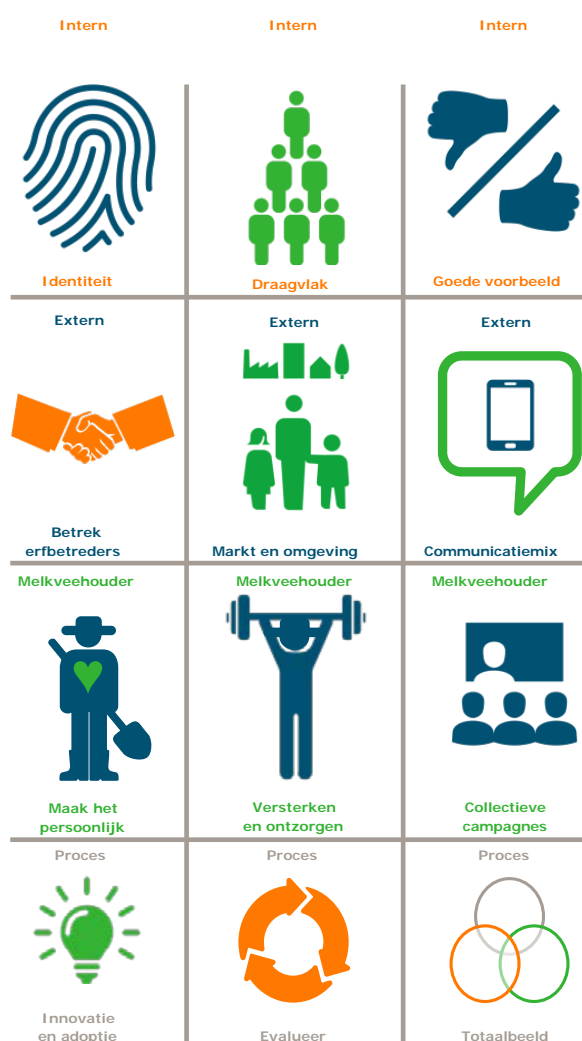 Intern
Intern
Intern
Identiteit
Draagvlak
Goede voorbeeld
Extern
Extern
Extern
Betrek
erfbetreders
Markt en omgeving
Communicatiemix
Melkveehouder
Melkveehouder
Melkveehouder
Maak het
persoonlijk
Versterken
en ontzorgen
Collectieve
campagnes
Proces
Proces
Proces
Innovatie
en adoptie
Evalueer
Totaalbeeld